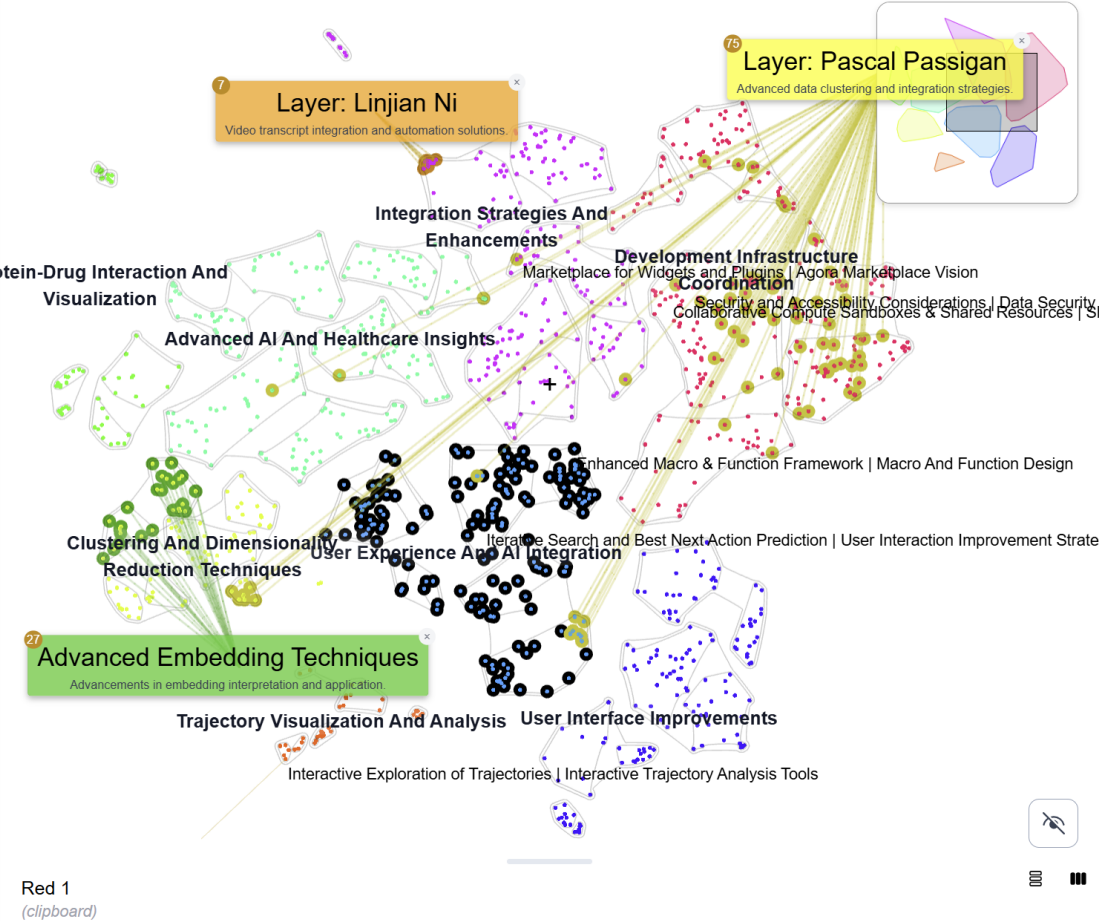 75
Layer: Pascal Passigan
Advanced data clustering and integration strategies.
7
Layer: Linjian Ni
Video transcript integration and automation solutions.
Integration Strategies And
Enhancements
Development Infrastructure
Coordination
Marketplace for Widgets and Plugins | Agora Marketplace Vision
otein-Drug Interaction And
Visualization
Security and Accessibility Considerations | Data Security
Collaborative Compute Sandboxes & Shared Resources |
Advanced AI And Healthcare Insights
Enhanced Macro & Function Framework | Macro And Function Design
Clustering And Dimensionality
Reduction Techniques
User Experience And AI Integration
Iterative Search and Best Next Action Prediction | User Interaction Improvement Strate
27
Advanced Embedding Techniques
Advancements in embedding interpretation and application.
Trajectory Visualization And Analysis
User Interface Improvements
Interactive Exploration of Trajectories | Interactive Trajectory Analysis Tools
Red 1
(clipboard)